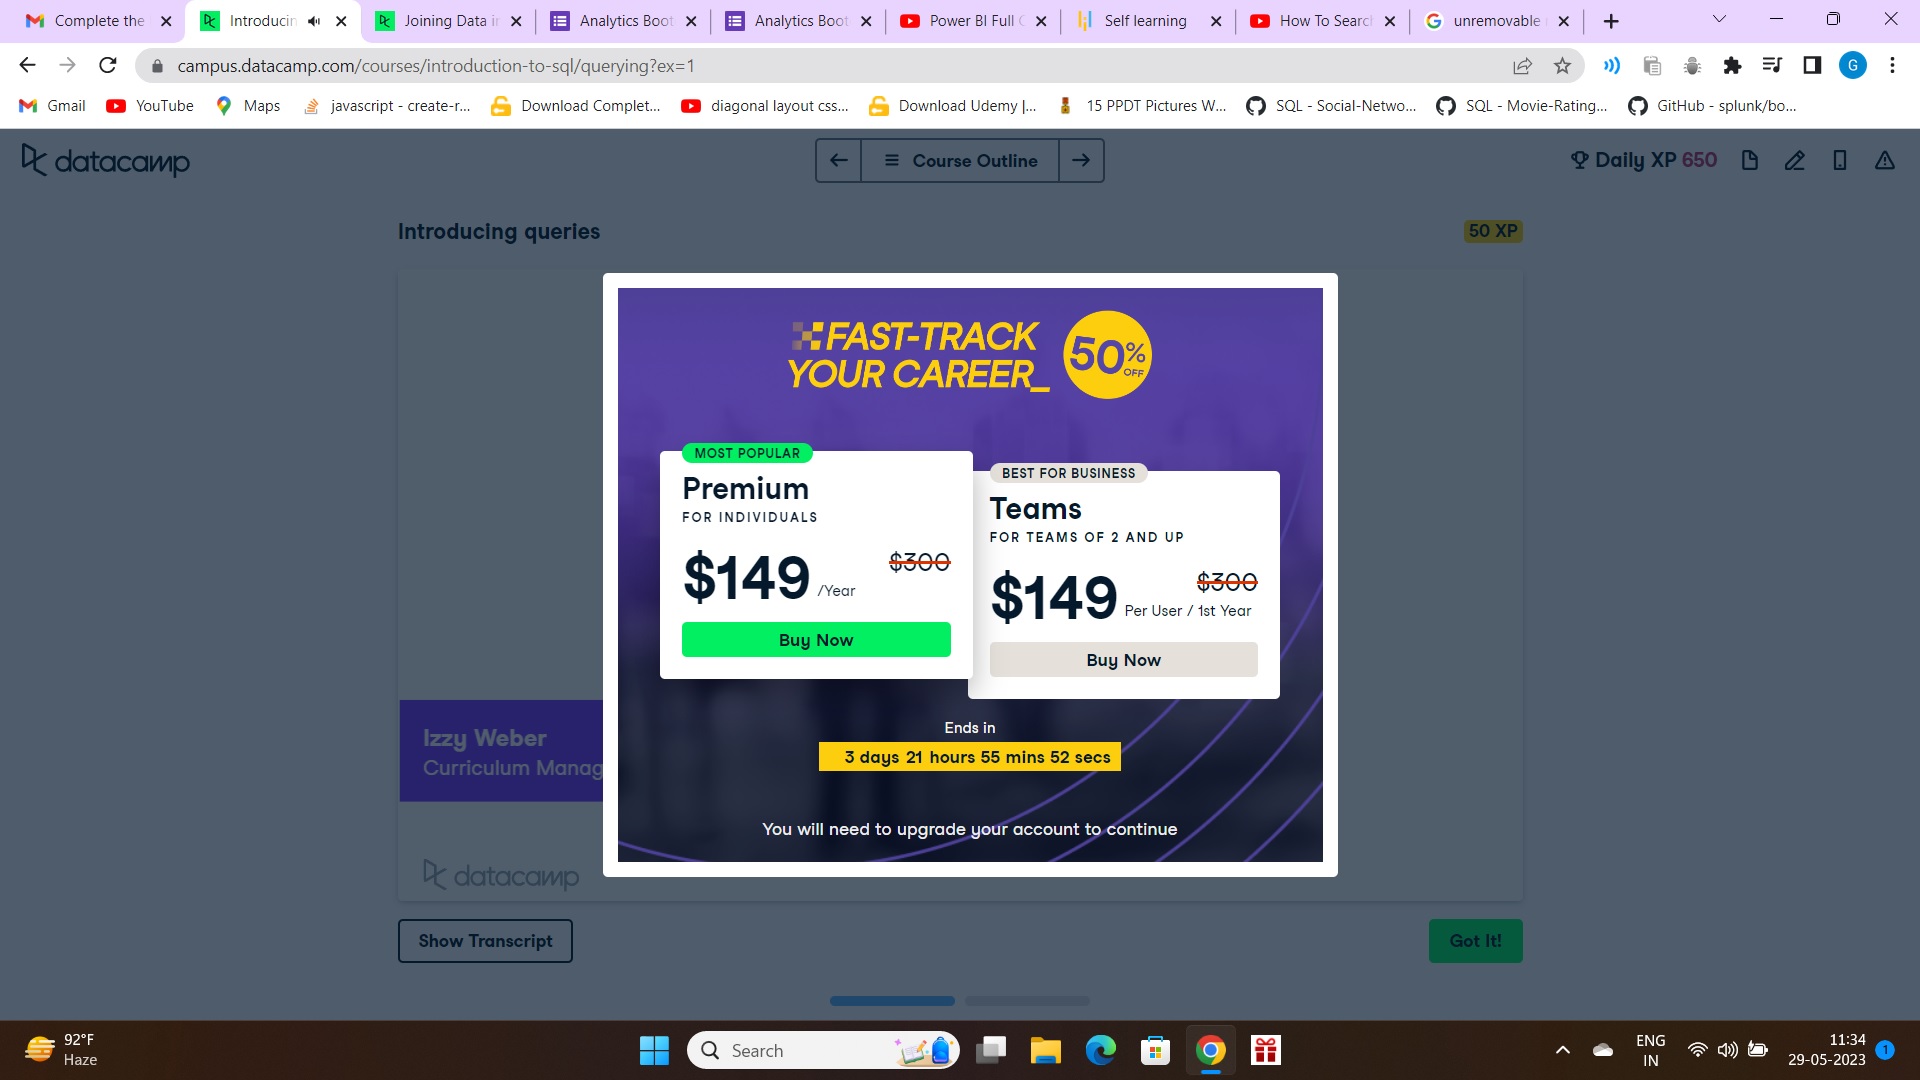 Complete the
Introducin
Joining Data in
Analytics Boot
Analytics Boot
Power BI Full C
Self learning
How To Search
unremovable
campus.datacamp.com/courses/introduction-to-sql/querying?ex=1
G
Gmail
YouTube
Maps
javascript - create-r...
Download Complet...
diagonal layout css...
Download Udemy |...
15 PPDT Pictures W...
SQL - Social-Netwo...
SQL - Movie-Rating...
GitHub - splunk/bo...
datacamp
Course Outline
Daily XP 650
Introducing queries
50 XP
FAST-TRACK
YOUR CAREER_
50%
OFF
MOST POPULAR
Premium
FOR INDIVIDUALS
$300
$149 /Year
Buy Now
BEST FOR BUSINESS
Teams
FOR TEAMS OF 2 AND UP
$300
$149 Per User / 1st Year
Buy Now
Ends in
3 days 21 hours 55 mins 52 secs
You will need to upgrade your account to continue
Izzy Weber
Curriculum Manag
datacamp
Show Transcript
Got It!
92°F
Haze
Search
ENG
IN
11:34
29-05-2023
1